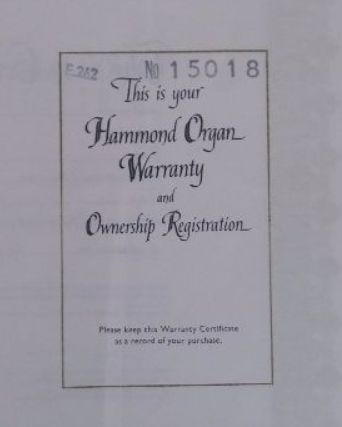 E.262 No 15018
This is your
Hammond Organ
Warranty
and
Ownership Registration
Please keep this Warranty Certificate
as a record of your purchase.